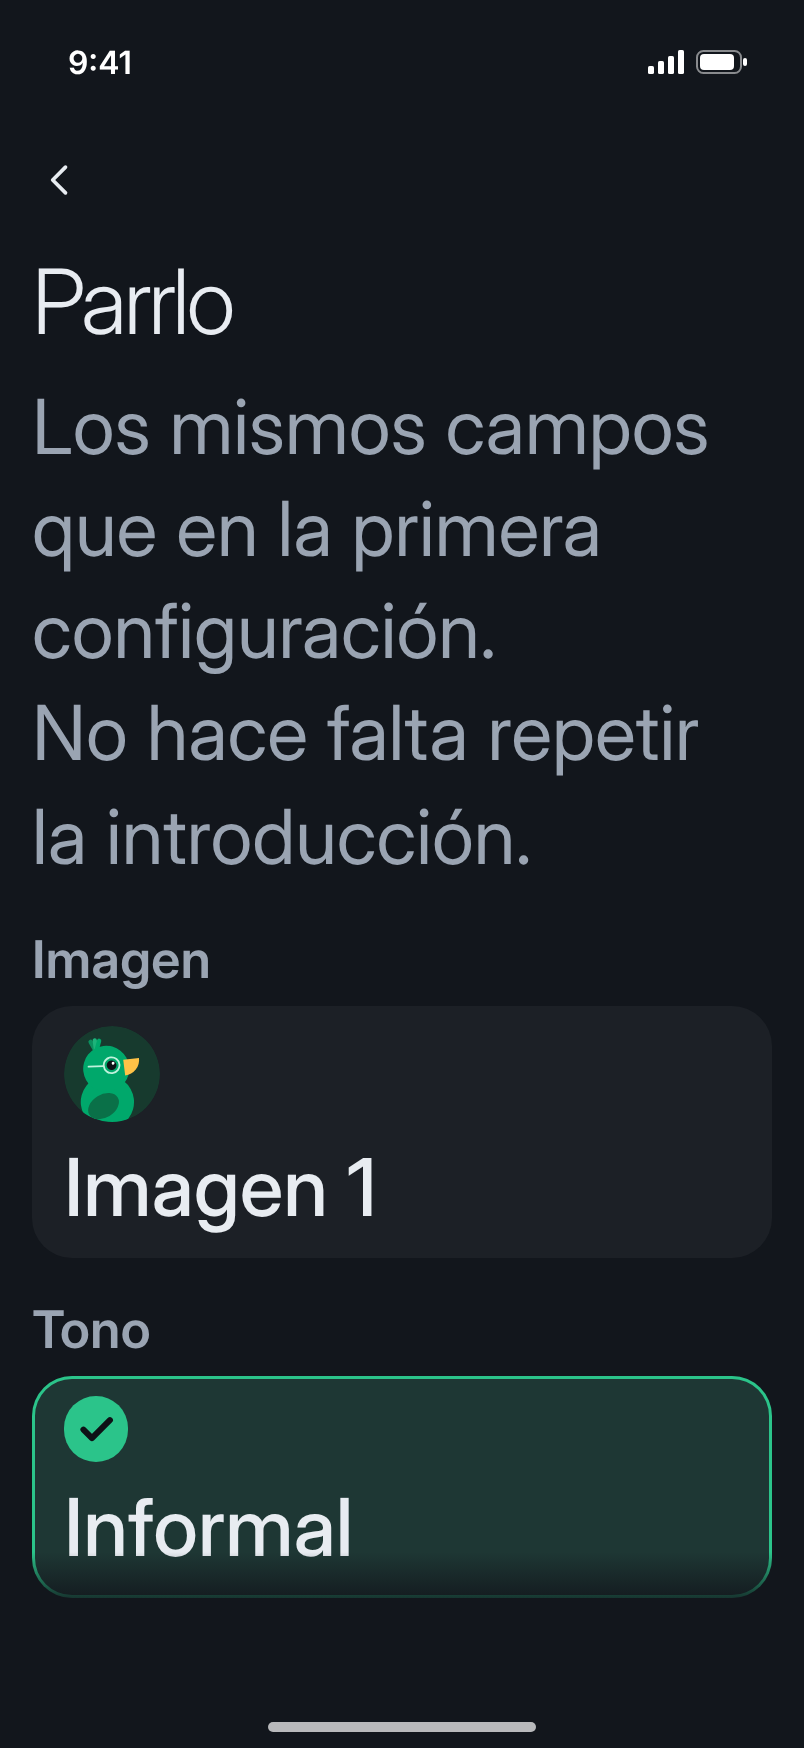 9:41
Parrlo
Los mismos campos
que en la primera
configuración.
No hace falta repetir
la introducción.
Imagen
Imagen 1
Tono
Informal